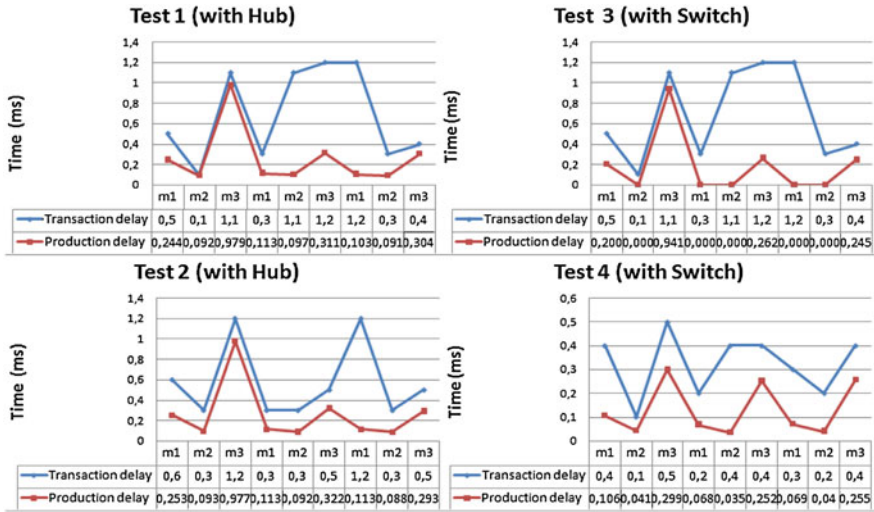 Test 1 (with Hub)
Time (ms)
1,4
1,2
1
0,8
0,6
0,4
0,2
0
m1 m2 m3 m1 m2 m3 m1 m2 m3
Transaction delay 0,5 0,1 1,1 0,3 1,1 1,2 1,2 0,3 0,4
Production delay 0,244 0,092 0,979 0,113 0,097 0,311 0,103 0,091 0,304
Test 3 (with Switch)
Time (ms)
1,4
1,2
1
0,8
0,6
0,4
0,2
0
m1 m2 m3 m1 m2 m3 m1 m2 m3
Transaction delay 0,5 0,1 1,1 0,3 1,1 1,2 1,2 0,3 0,4
Production delay 0,200 0,000 0,941 0,000 0,000 0,262 0,000 0,000 0,245
Test 2 (with Hub)
Time (ms)
1,4
1,2
1
0,8
0,6
0,4
0,2
0
m1 m2 m3 m1 m2 m3 m1 m2 m3
Transaction delay 0,6 0,3 1,2 0,3 0,3 0,5 1,2 0,3 0,5
Production delay 0,253 0,093 0,977 0,113 0,092 0,322 0,113 0,088 0,293
Test 4 (with Switch)
Time (ms)
0,6
0,5
0,4
0,3
0,2
0,1
0
m1 m2 m3 m1 m2 m3 m1 m2 m3
Transaction delay 0,4 0,1 0,5 0,2 0,4 0,4 0,3 0,2 0,4
Production delay 0,106 0,041 0,299 0,068 0,035 0,252 0,069 0,04 0,255